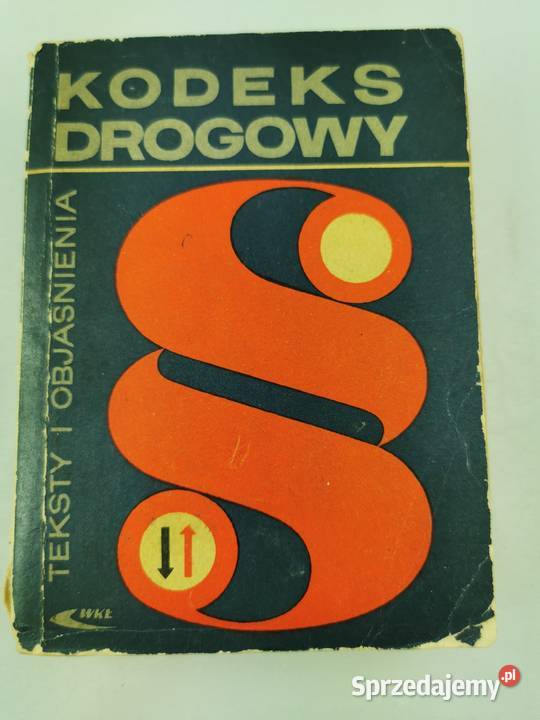 KODEKS
DROGOWY
TEKSTY I OBJAŚNIENIA
WKŁ
Sprzedajemy.pl